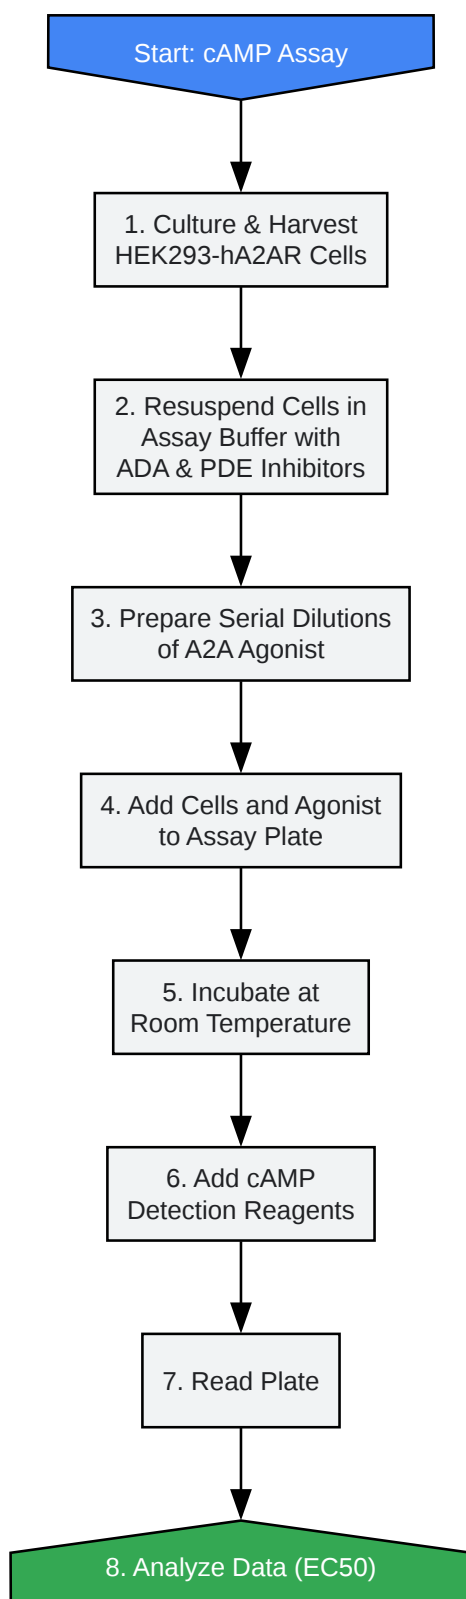 Start: cAMP Assay
1. Culture & Harvest
HEK293-hA2AR Cells
2. Resuspend Cells in
Assay Buffer with
ADA & PDE Inhibitors
3. Prepare Serial Dilutions
of A2A Agonist
4. Add Cells and Agonist
to Assay Plate
5. Incubate at
Room Temperature
6. Add cAMP
Detection Reagents
7. Read Plate
8. Analyze Data (EC50)